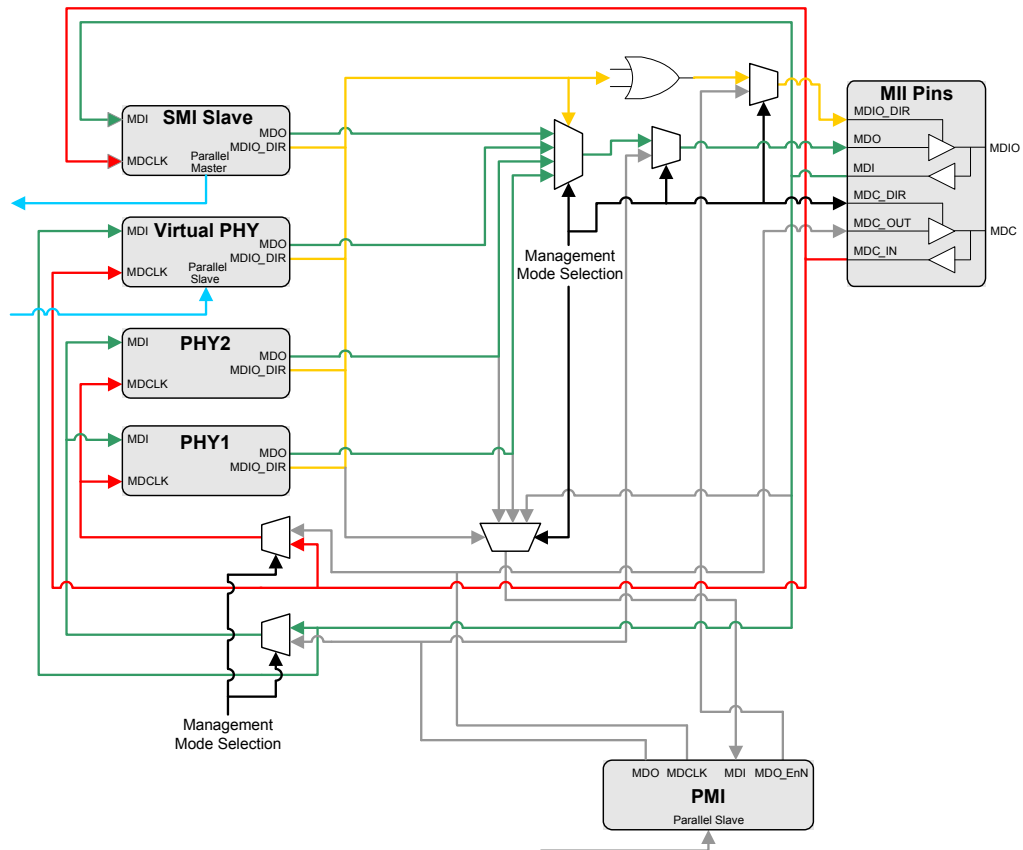 SMI Slave
MDI
MDO
MDIO_DIR
MDCLK
Parallel
Master
Virtual PHY
MDI
MDO
MDIO_DIR
MDCLK
Parallel
Slave
PHY2
MDI
MDO
MDIO_DIR
MDCLK
PHY1
MDI
MDO
MDIO_DIR
MDCLK
MII Pins
MDIO_DIR
MDO
MDIO
MDI
MDC_DIR
MDC_OUT
MDC
MDC_IN
Management
Mode Selection
Management
Mode Selection
MDO MDCLK MDI MDO_EnN
PMI
Parallel Slave